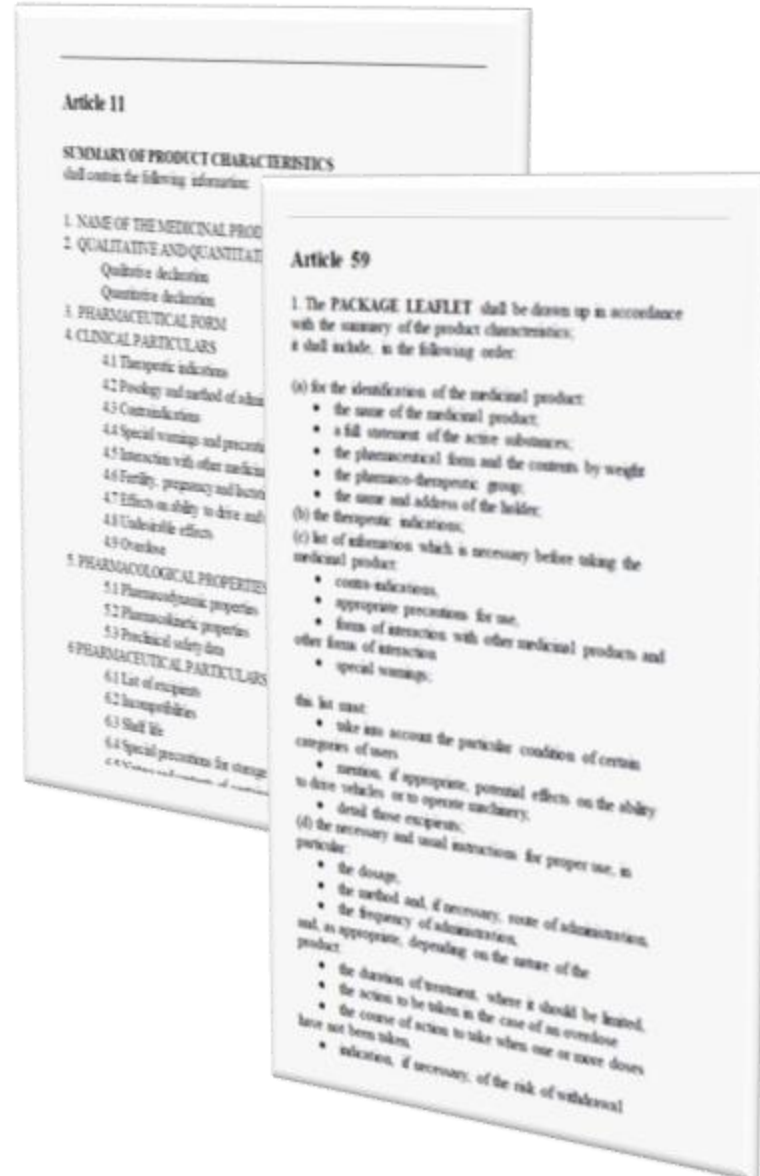 Article 11
SUMMARY OF PRODUCT CHARACTERISTICS
shall contain the following information:
1. NAME OF THE MEDICINAL PROD
2. QUALITATIVE AND QUANTITATI
Qualitative declaration
Quantitative declaration
3. PHARMACEUTICAL FORM
4. CLINICAL PARTICULARS
4.1 Therapeutic indications
4.2 Posology and method of admi
4.3 Contraindications
4.4 Special warnings and precauti
4.5 Interaction with other medicin
4.6 Fertility, pregnancy and lactati
4.7 Effects on ability to drive and
4.8 Undesirable effects
4.9 Overdose
5. PHARMACOLOGICAL PROPERTIES
5.1 Pharmacodynamic properties
5.2 Pharmacokinetic properties
5.3 Preclinical safety data
6 PHARMACEUTICAL PARTICULARS
6.1 List of excipients
6.2 Incompatibilities
6.3 Shelf life
6.4 Special precautions for storage
Article 59
1. The PACKAGE LEAFLET shall be drawn up in accordance
with the summary of the product characteristics;
it shall include, in the following order:
(a) for the identification of the medicinal product:
• the name of the medicinal product;
• a full statement of the active substances;
• the pharmaceutical form and the contents by weight
• the pharmaco-therapeutic group;
• the name and address of the holder;
(b) the therapeutic indications;
(c) list of information which is necessary before taking the
medicinal product:
• contra-indications,
• appropriate precautions for use,
• forms of interaction with other medicinal products and
other forms of interaction
• special warnings;
this list must:
• take into account the particular condition of certain
categories of users
• mention, if appropriate, potential effects on the ability
to drive vehicles or to operate machinery;
• detail those excipients;
(d) the necessary and usual instructions for proper use, in
particular:
• the dosage,
• the method and, if necessary, route of administration,
• the frequency of administration,
and, as appropriate, depending on the nature of the
product:
• the duration of treatment, where it should be limited,
• the action to be taken in the case of an overdose
• the course of action to take when one or more doses
have not been taken,
• indication, if necessary, of the risk of withdrawal